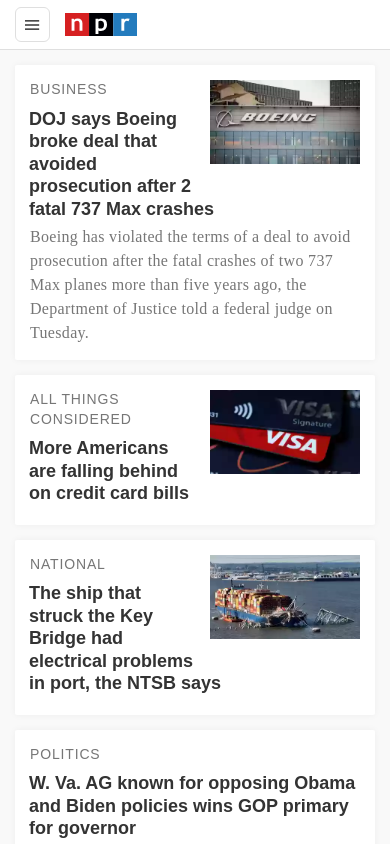 npr
BUSINESS
DOJ says Boeing
broke deal that
avoided
prosecution after 2
fatal 737 Max crashes
BOEING
Boeing has violated the terms of a deal to avoid
prosecution after the fatal crashes of two 737
Max planes more than five years ago, the
Department of Justice told a federal judge on
Tuesday.
ALL THINGS
CONSIDERED
More Americans
are falling behind
on credit card bills
VISA
Signature
VISA
NATIONAL
The ship that
struck the Key
Bridge had
electrical problems
in port, the NTSB says
POLITICS
W. Va. AG known for opposing Obama
and Biden policies wins GOP primary
for governor